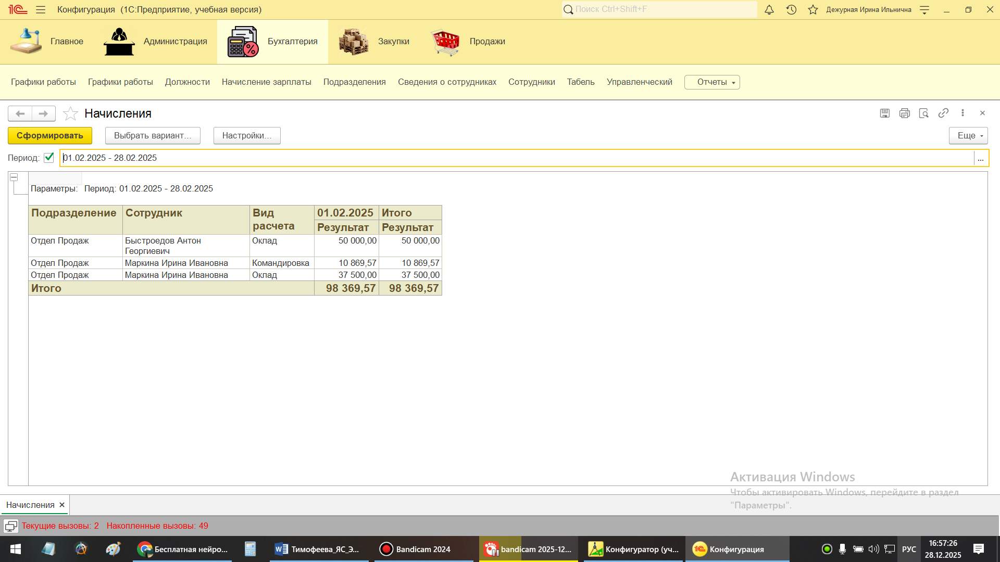 Конфигурация (1С:Предприятие, учебная версия)
Поиск Ctrl+Shift+F
Дежурная Ирина Ильнична
Главное
Администрация
Бухгалтерия
Закупки
Продажи
Графики работы Графики работы Должности Начисление зарплаты Подразделения Сведения о сотрудниках Сотрудники Табель Управленческий Отчеты
Начисления
Сформировать Выбрать вариант... Настройки... Еще
Период: 01.02.2025 - 28.02.2025 ...
Параметры: Период: 01.02.2025 - 28.02.2025
Подразделение Сотрудник Вид расчета 01.02.2025 Итого
Результат Результат
Отдел Продаж Быстроедов Антон Георгиевич Оклад 50 000,00 50 000,00
Отдел Продаж Маркина Ирина Ивановна Командировка 10 869,57 10 869,57
Отдел Продаж Маркина Ирина Ивановна Оклад 37 500,00 37 500,00
Итого 98 369,57 98 369,57
Активация Windows
Чтобы активировать Windows, перейдите в раздел
"Параметры".
Начисления
Текущие вызовы: 2 Накопленные вызовы: 49
Бесплатная нейро...
Тимофеева_ЯС_Э...
Bandicam 2024
bandicam 2025-12...
Конфигуратор (уч...
Конфигурация
РУС
16:57:26
28.12.2025